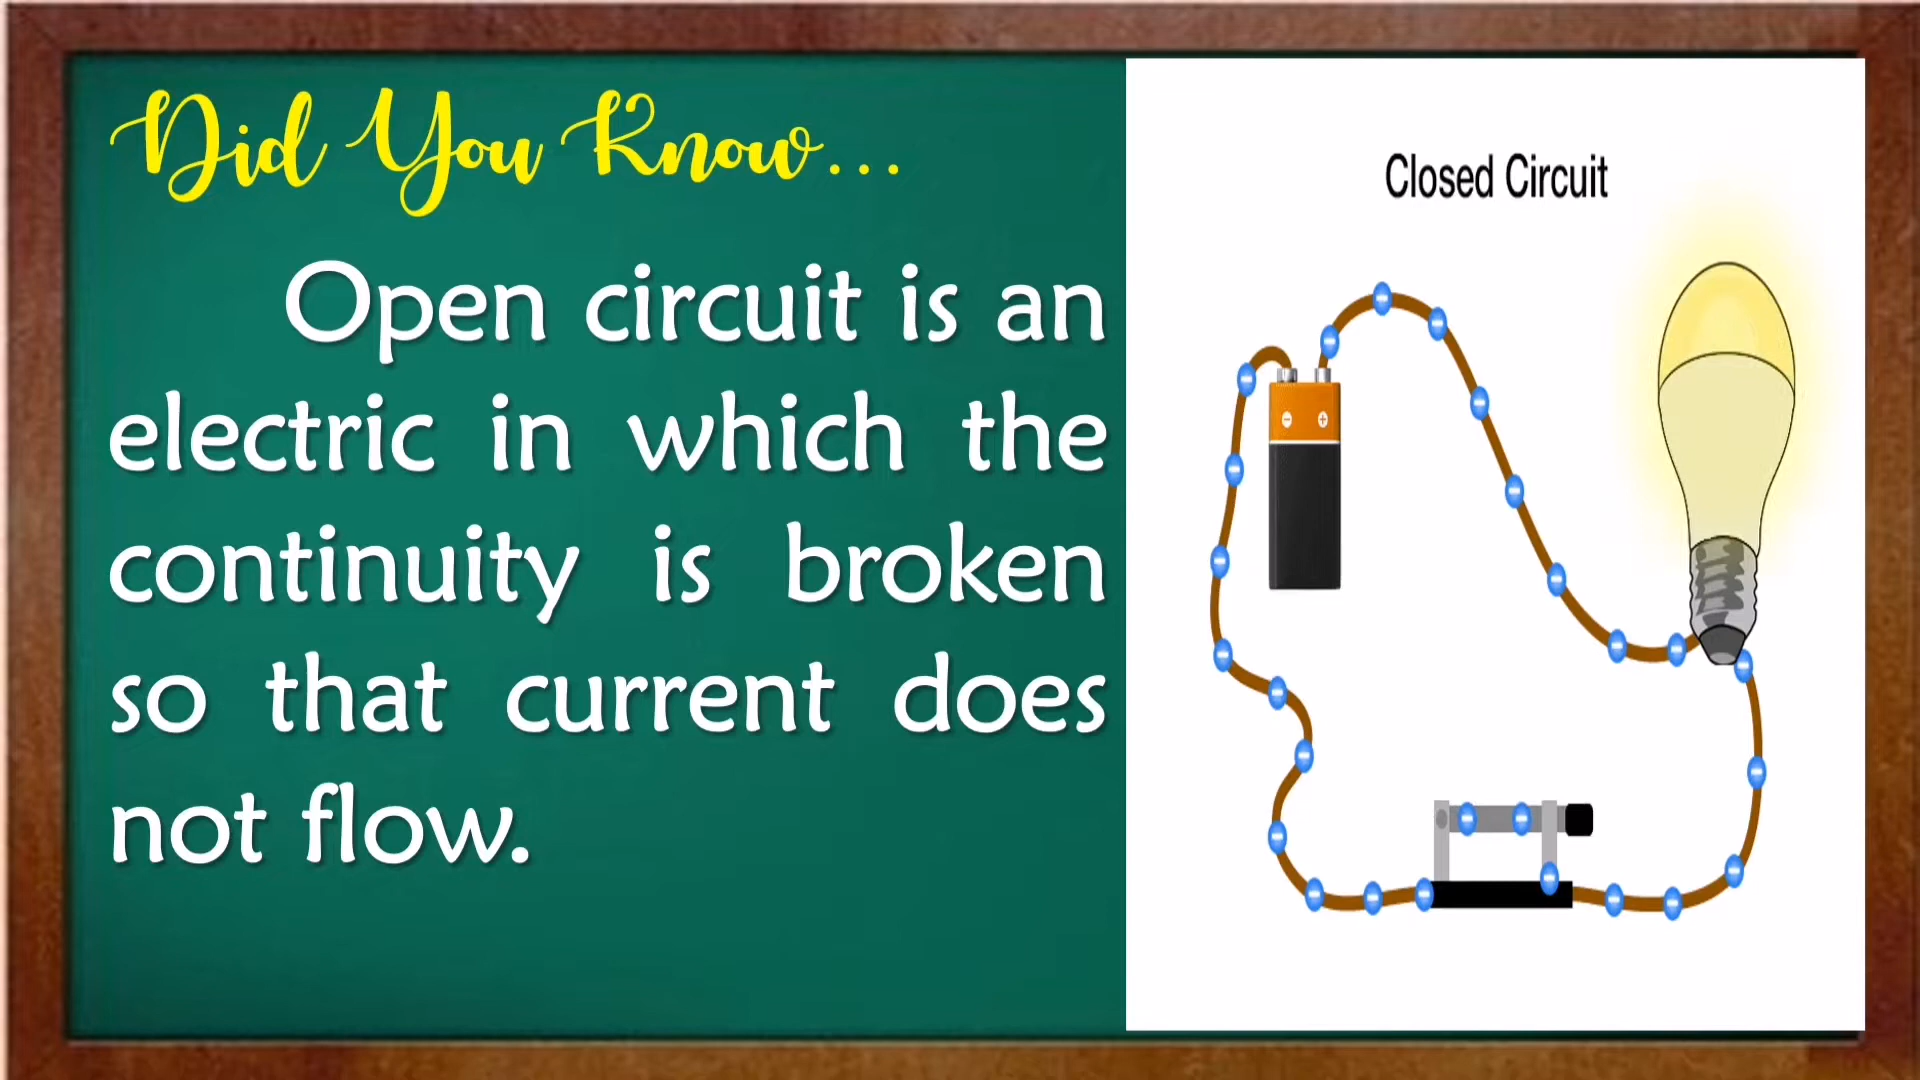 Did You Know...
Open circuit is an
electric in which the
continuity is broken
so that current does
not flow.
Closed Circuit